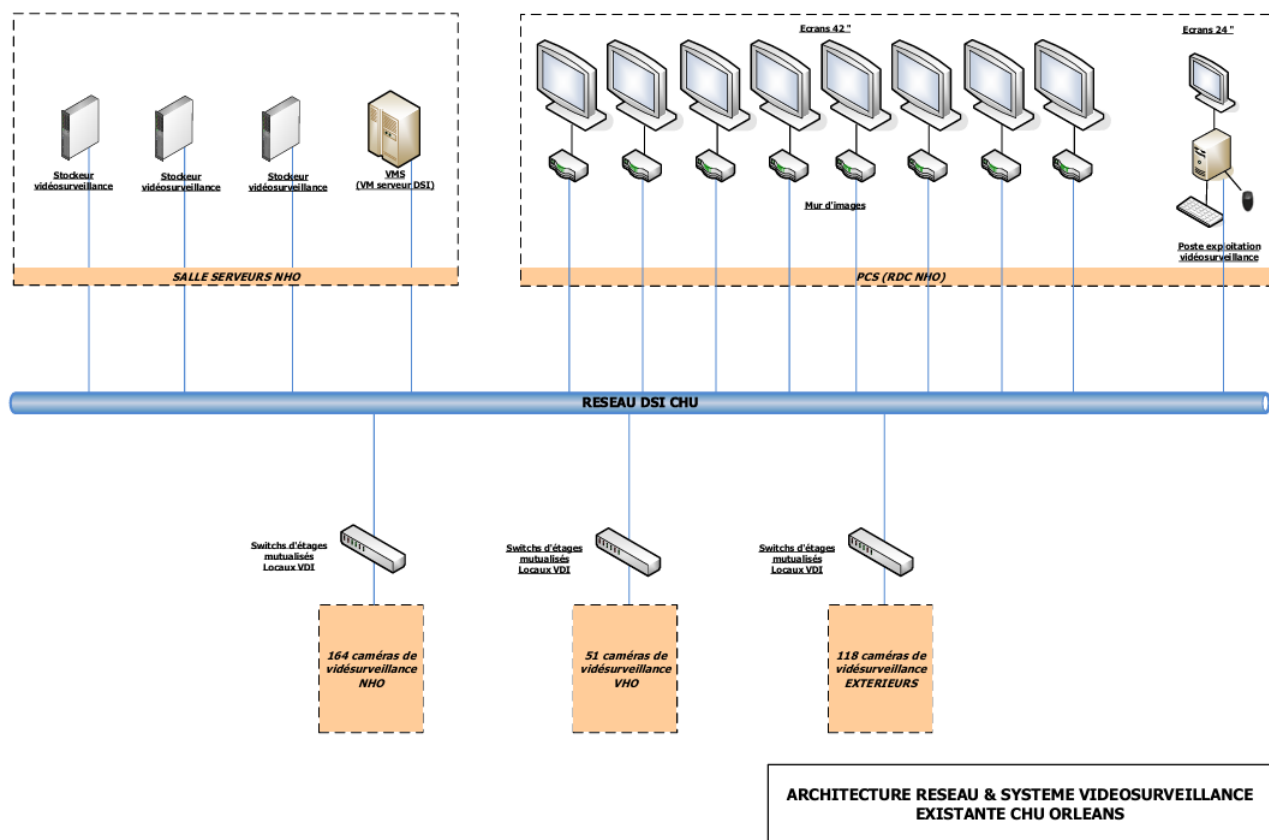 Ecrans 42 "
Ecrans 24 "
Stockeur
vidéosurveillance
Stockeur
vidéosurveillance
Stockeur
vidéosurveillance
VMS
(VM serveur DSI)
Mur d'images
Poste exploitation
vidéosurveillance
SALLE SERVEURS NHO
PCS (RDC NHO)
RESEAU DSI CHU
Switchs d'étages
mutualisés
Locaux VDI
Switchs d'étages
mutualisés
Locaux VDI
Switchs d'étages
mutualisés
Locaux VDI
164 caméras de
vidésurveillance
NHO
51 caméras de
vidésurveillance
VHO
118 caméras de
vidésurveillance
EXTERIEURS
ARCHITECTURE RESEAU & SYSTEME VIDEOSURVEILLANCE
EXISTANTE CHU ORLEANS